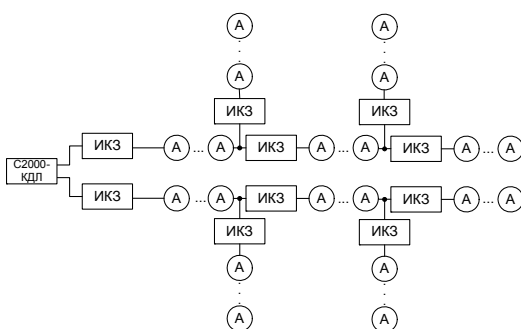 А А
А А
ИКЗ ИКЗ
ИКЗ А ... А ИКЗ А ... А ИКЗ А ... А
С2000-
КДЛ
ИКЗ А ... А ИКЗ А ... А ИКЗ А ... А
ИКЗ ИКЗ
А А
А А